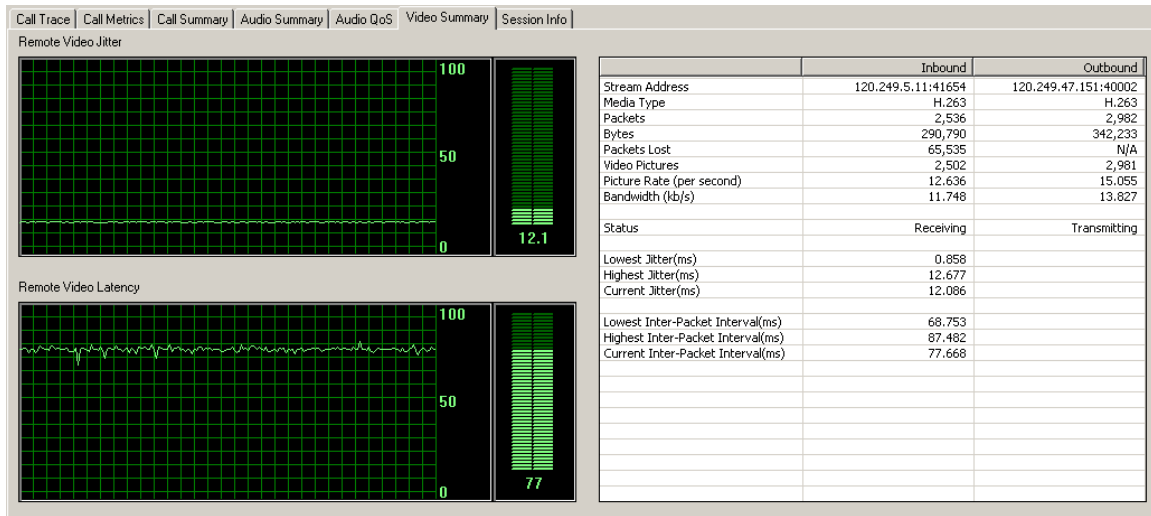 Call Trace Call Metrics Call Summary Audio Summary Audio QoS Video Summary Session Info
Remote Video Jitter
100
50
0
12.1
Remote Video Latency
100
50
0
77
Inbound Outbound
Stream Address 120.249.5.11:41654 120.249.47.151:40002
Media Type H.263 H.263
Packets 2,536 2,982
Bytes 290,790 342,233
Packets Lost 65,535 N/A
Video Pictures 2,502 2,981
Picture Rate (per second) 12.636 15.055
Bandwidth (kb/s) 11.748 13.827
Status Receiving Transmitting
Lowest Jitter(ms) 0.858
Highest Jitter(ms) 12.677
Current Jitter(ms) 12.086
Lowest Inter-Packet Interval(ms) 68.753
Highest Inter-Packet Interval(ms) 87.482
Current Inter-Packet Interval(ms) 77.668